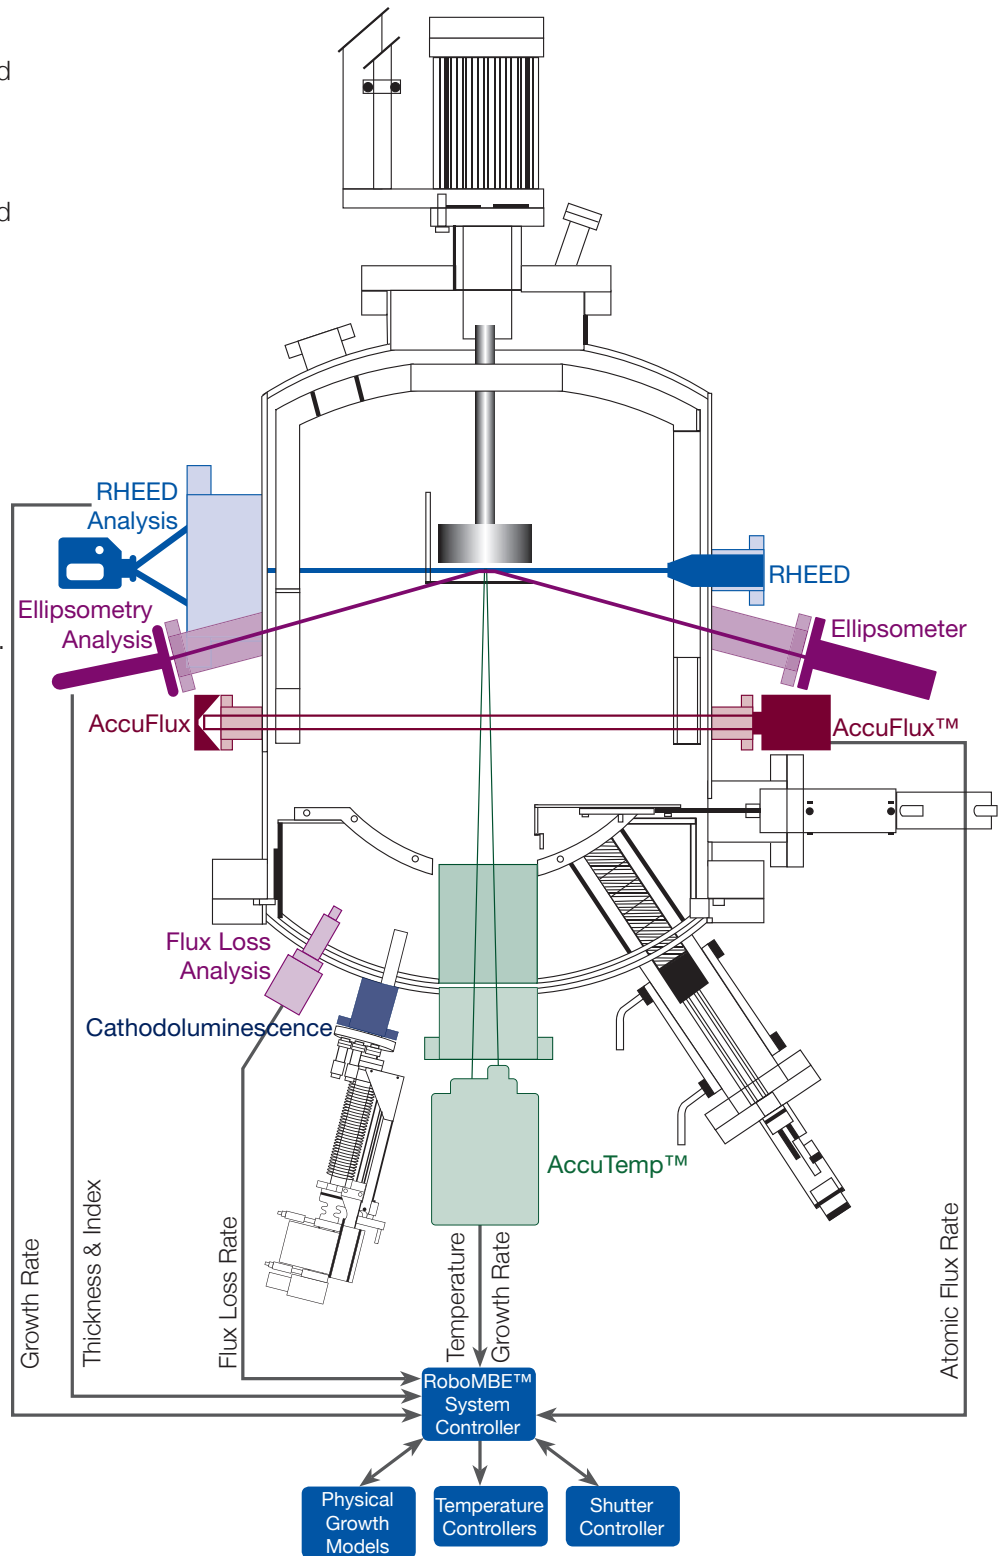 d
d
.
RHEED
Analysis
RHEED
Ellipsometry
Analysis
Ellipsometer
AccuFlux
AccuFlux™
Flux Loss
Analysis
Cathodoluminescence
AccuTemp™
Growth Rate
Thickness & Index
Flux Loss Rate
Temperature
Growth Rate
Atomic Flux Rate
RoboMBE™
System
Controller
Physical
Growth
Models
Temperature
Controllers
Shutter
Controller